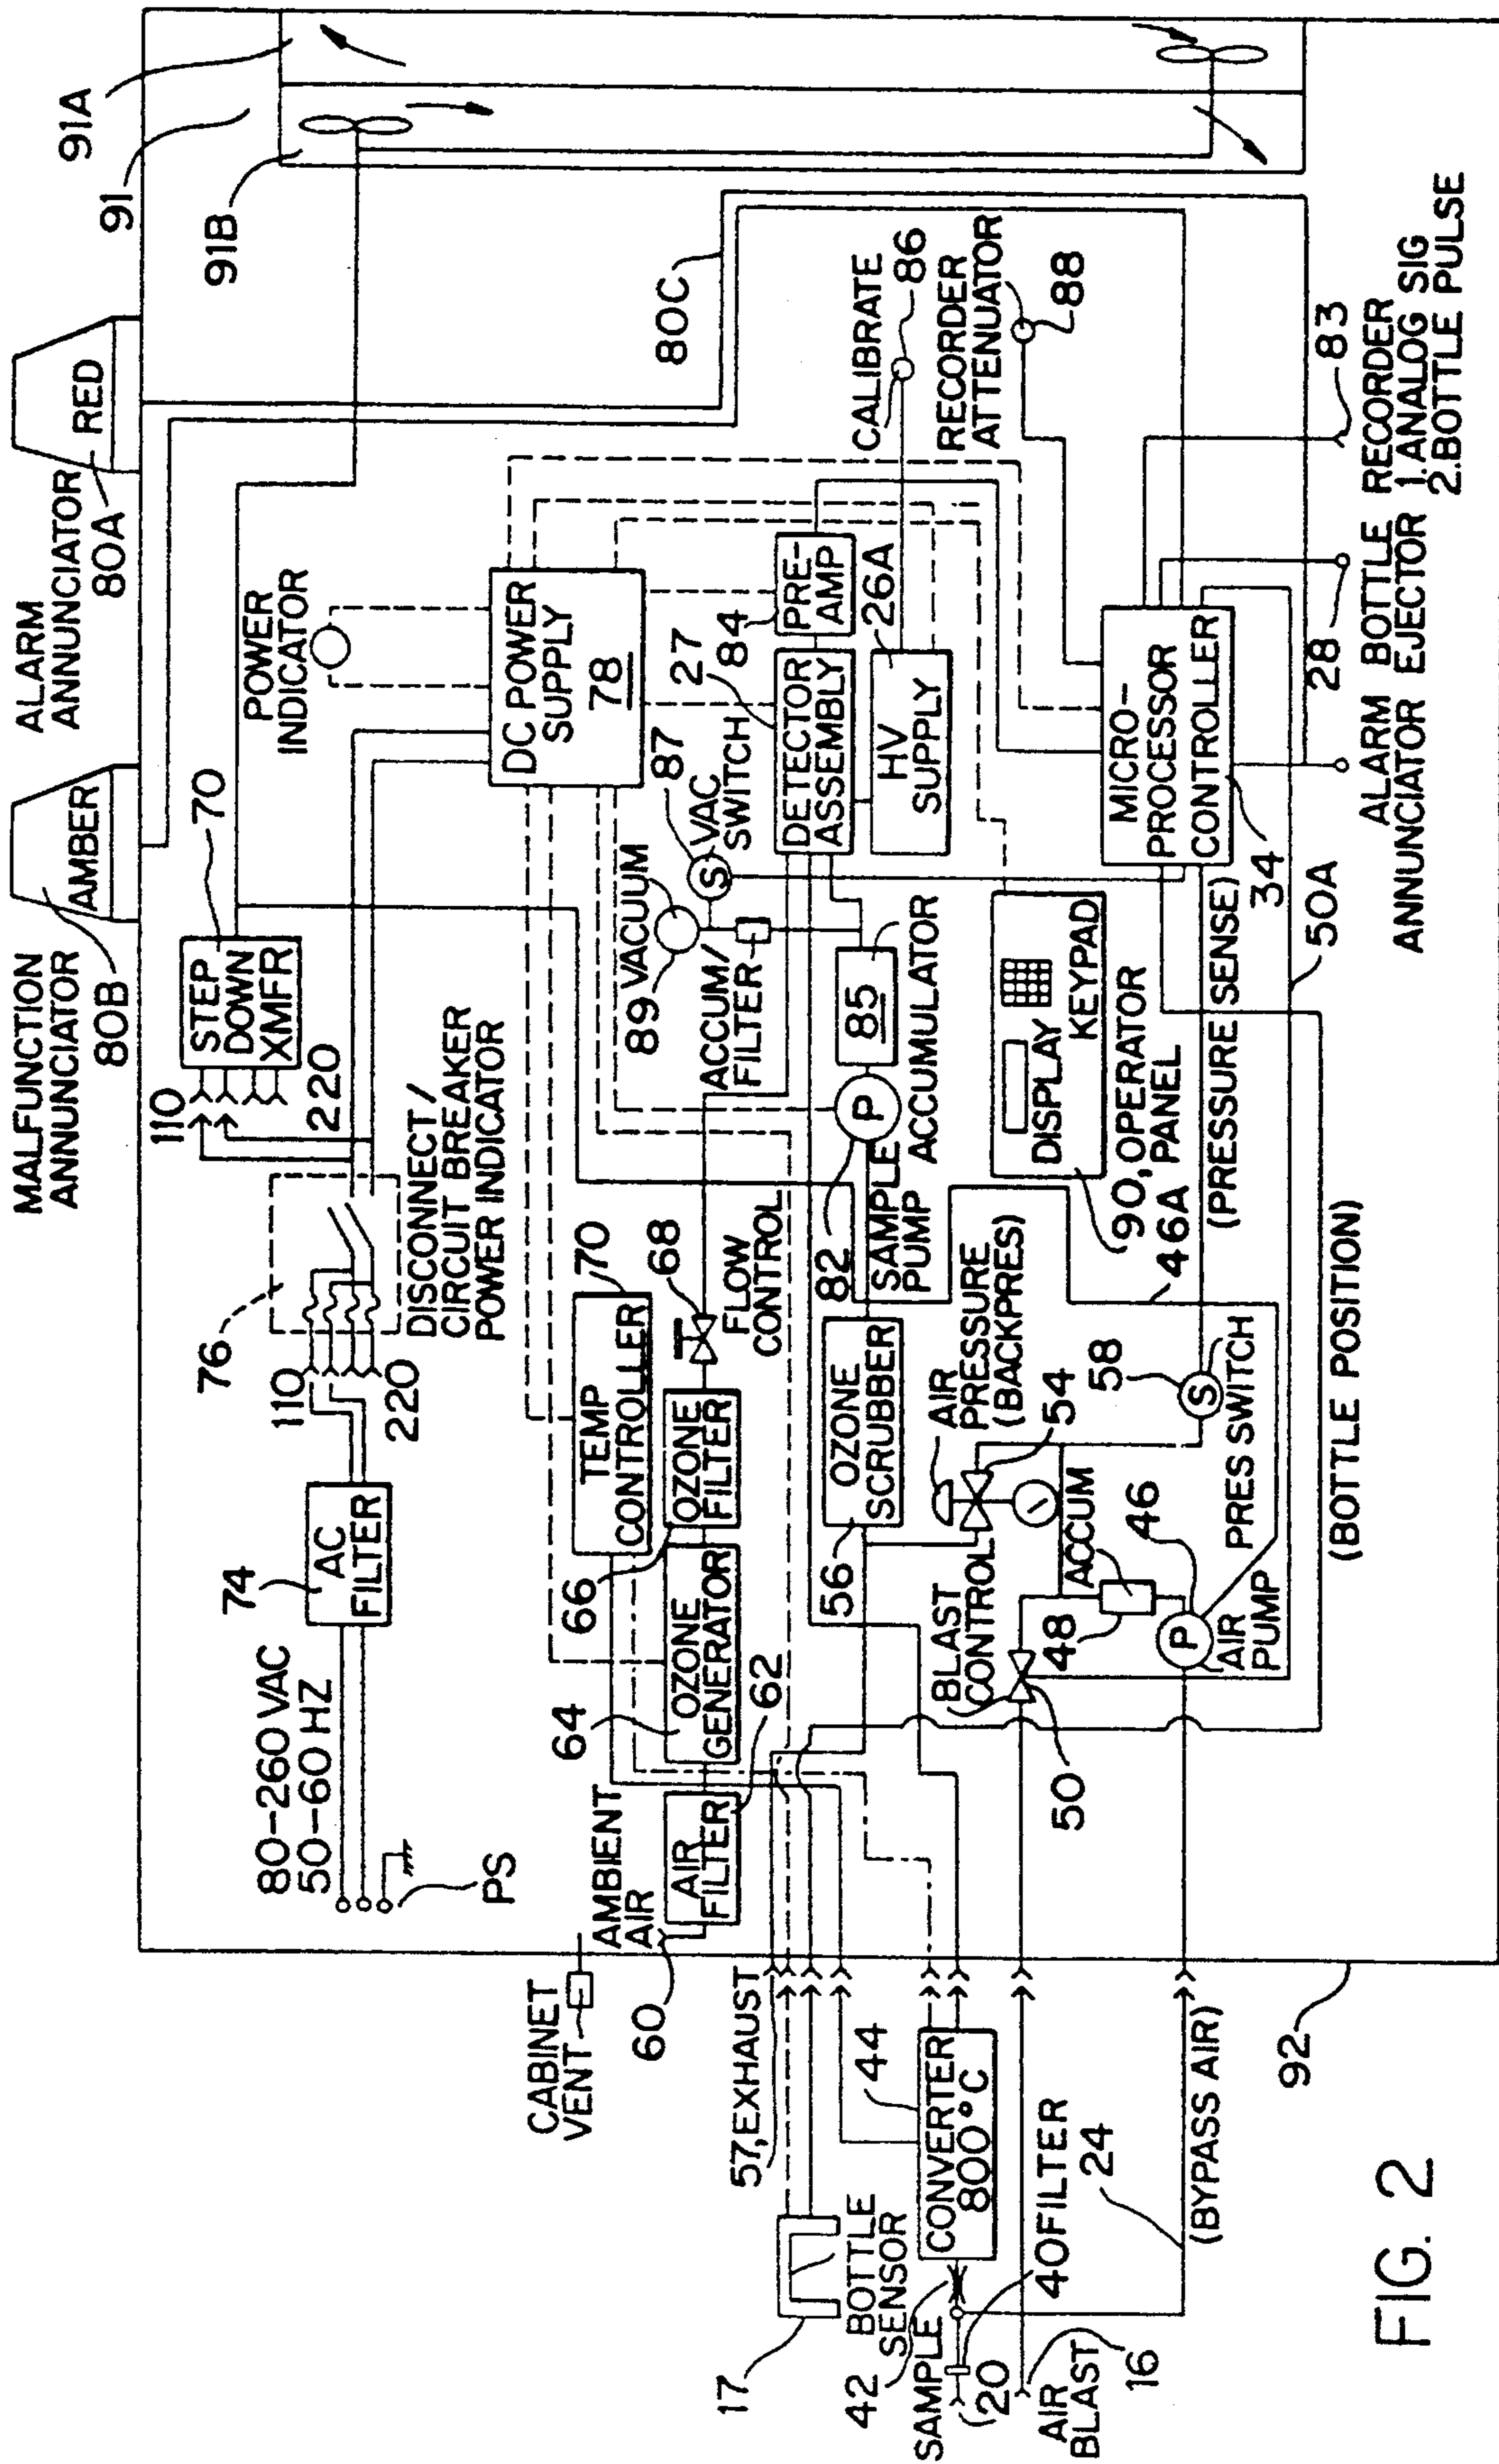 MALFUNCTION
ANNUNCIATOR
80B
AMBER
ALARM
ANNUNCIATOR
80A
RED
91
91A
91B
80-260 VAC
50-60 HZ
PS
74
AC
FILTER
110
220
76
DISCONNECT/
CIRCUIT BREAKER
POWER INDICATOR
110
220
STEP
DOWN
XMFR
70
POWER
INDICATOR
80C
CABINET
VENT
AMBIENT
AIR
60
AIR
FILTER
62
64
OZONE
GENERATOR
66
OZONE
FILTER
TEMP
CONTROLLER
70
68
FLOW
CONTROL
DC POWER
SUPPLY
78
89 VACUUM
87
VAC
SWITCH
S
ACCUM/
FILTER
27
84
PRE-
AMP
DETECTOR
ASSEMBLY
26A
HV
SUPPLY
CALIBRATE
86
RECORDER
ATTENUATOR
88
57, EXHAUST
17
BOTTLE
SENSOR
56
OZONE
SCRUBBER
82
SAMPLE
PUMP
P
85
ACCUMULATOR
AIR
PRESSURE
(BACKPRES)
54
DISPLAY
KEYPAD
90, OPERATOR
PANEL
46A
(PRESSURE SENSE)
MICRO-
PROCESSOR
CONTROLLER
34
44
CONVERTER
800°C
42
SAMPLE
20
40 FILTER
AIR
BLAST
16
24
(BYPASS AIR)
BLAST
CONTROL
50
48
ACCUM
46
P
AIR
PUMP
58
S
PRES SWITCH
50A
(BOTTLE POSITION)
28
83
ALARM BOTTLE RECORDER
ANNUNCIATOR EJECTOR 1.ANALOG SIG
2.BOTTLE PULSE
92
FIG. 2